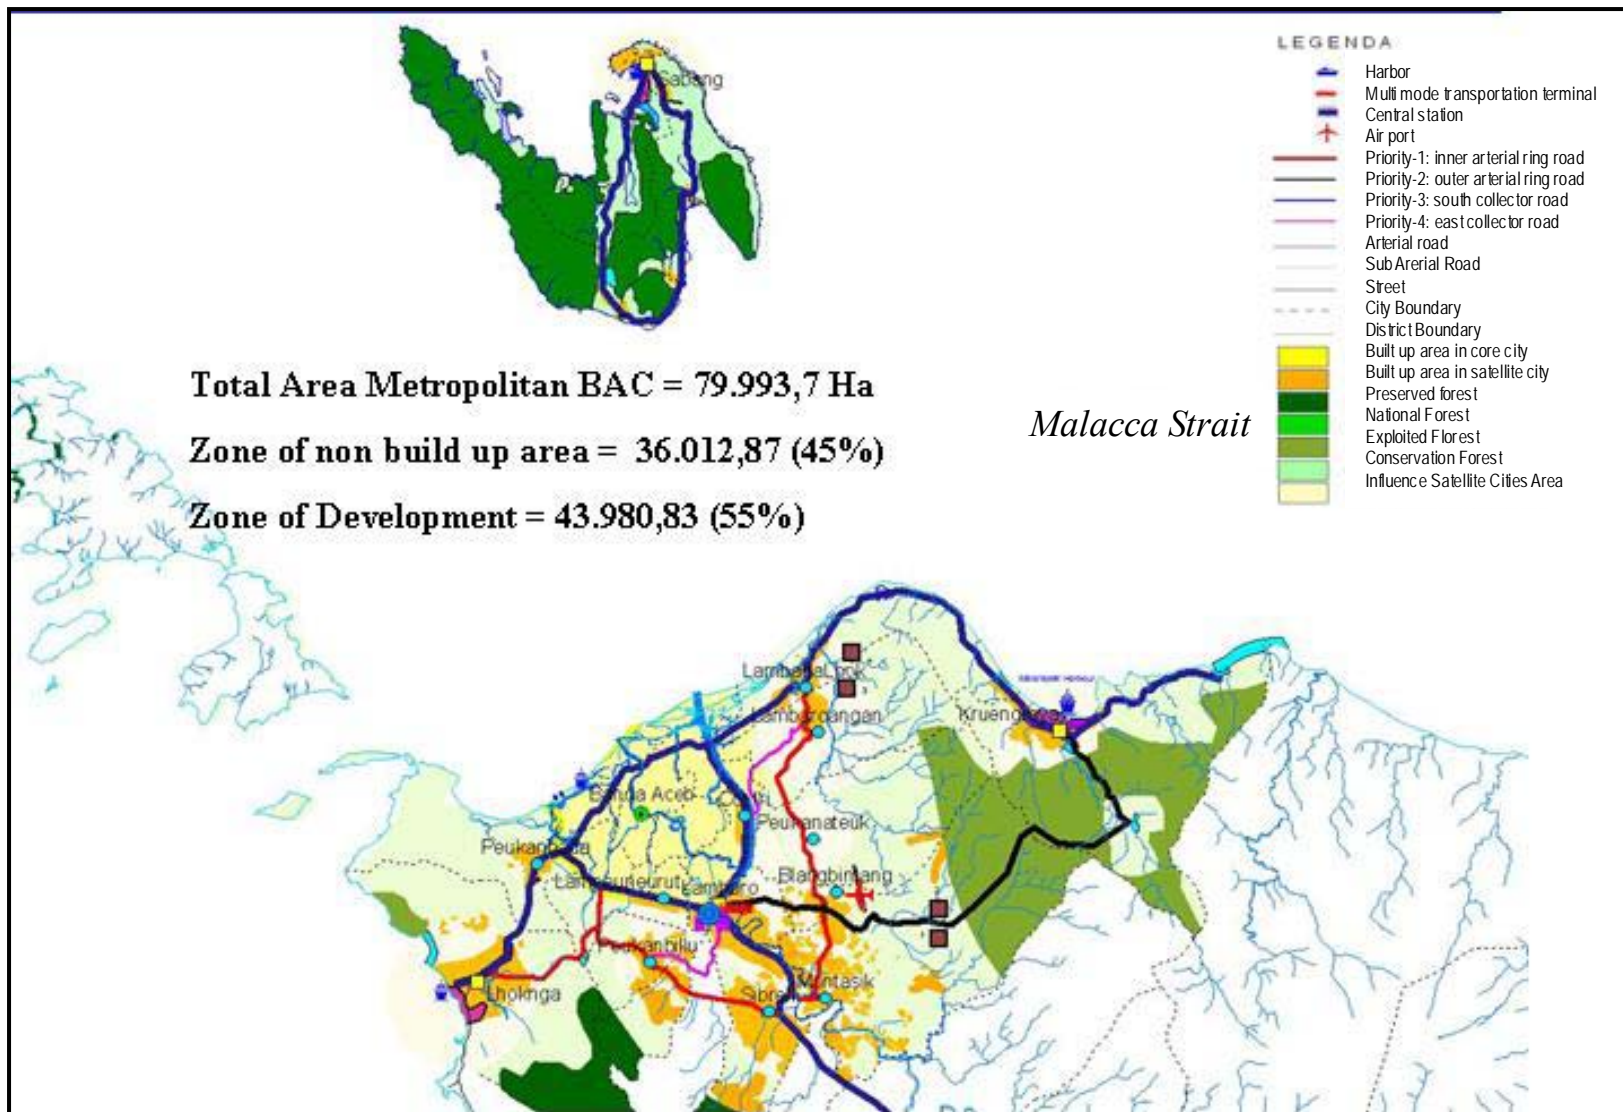 Sabang
LEGENDA
Harbor
Multi mode transportation terminal
Central station
Air port
Priority-1: inner arterial ring road
Priority-2: outer arterial ring road
Priority-3: south collector road
Priority-4: east collector road
Arterial road
Sub Arerial Road
Street
City Boundary
District Boundary
Built up area in core city
Built up area in satellite city
Preserved forest
National Forest
Exploited Florest
Conservation Forest
Influence Satellite Cities Area
Total Area Metropolitan BAC = 79.993,7 Ha
Malacca Strait
Zone of non build up area = 36.012,87 (45%)
Zone of Development = 43.980,83 (55%)
Banda Aceh
Peukanateuk
Blangbintang
Lambaro
Lhoknga